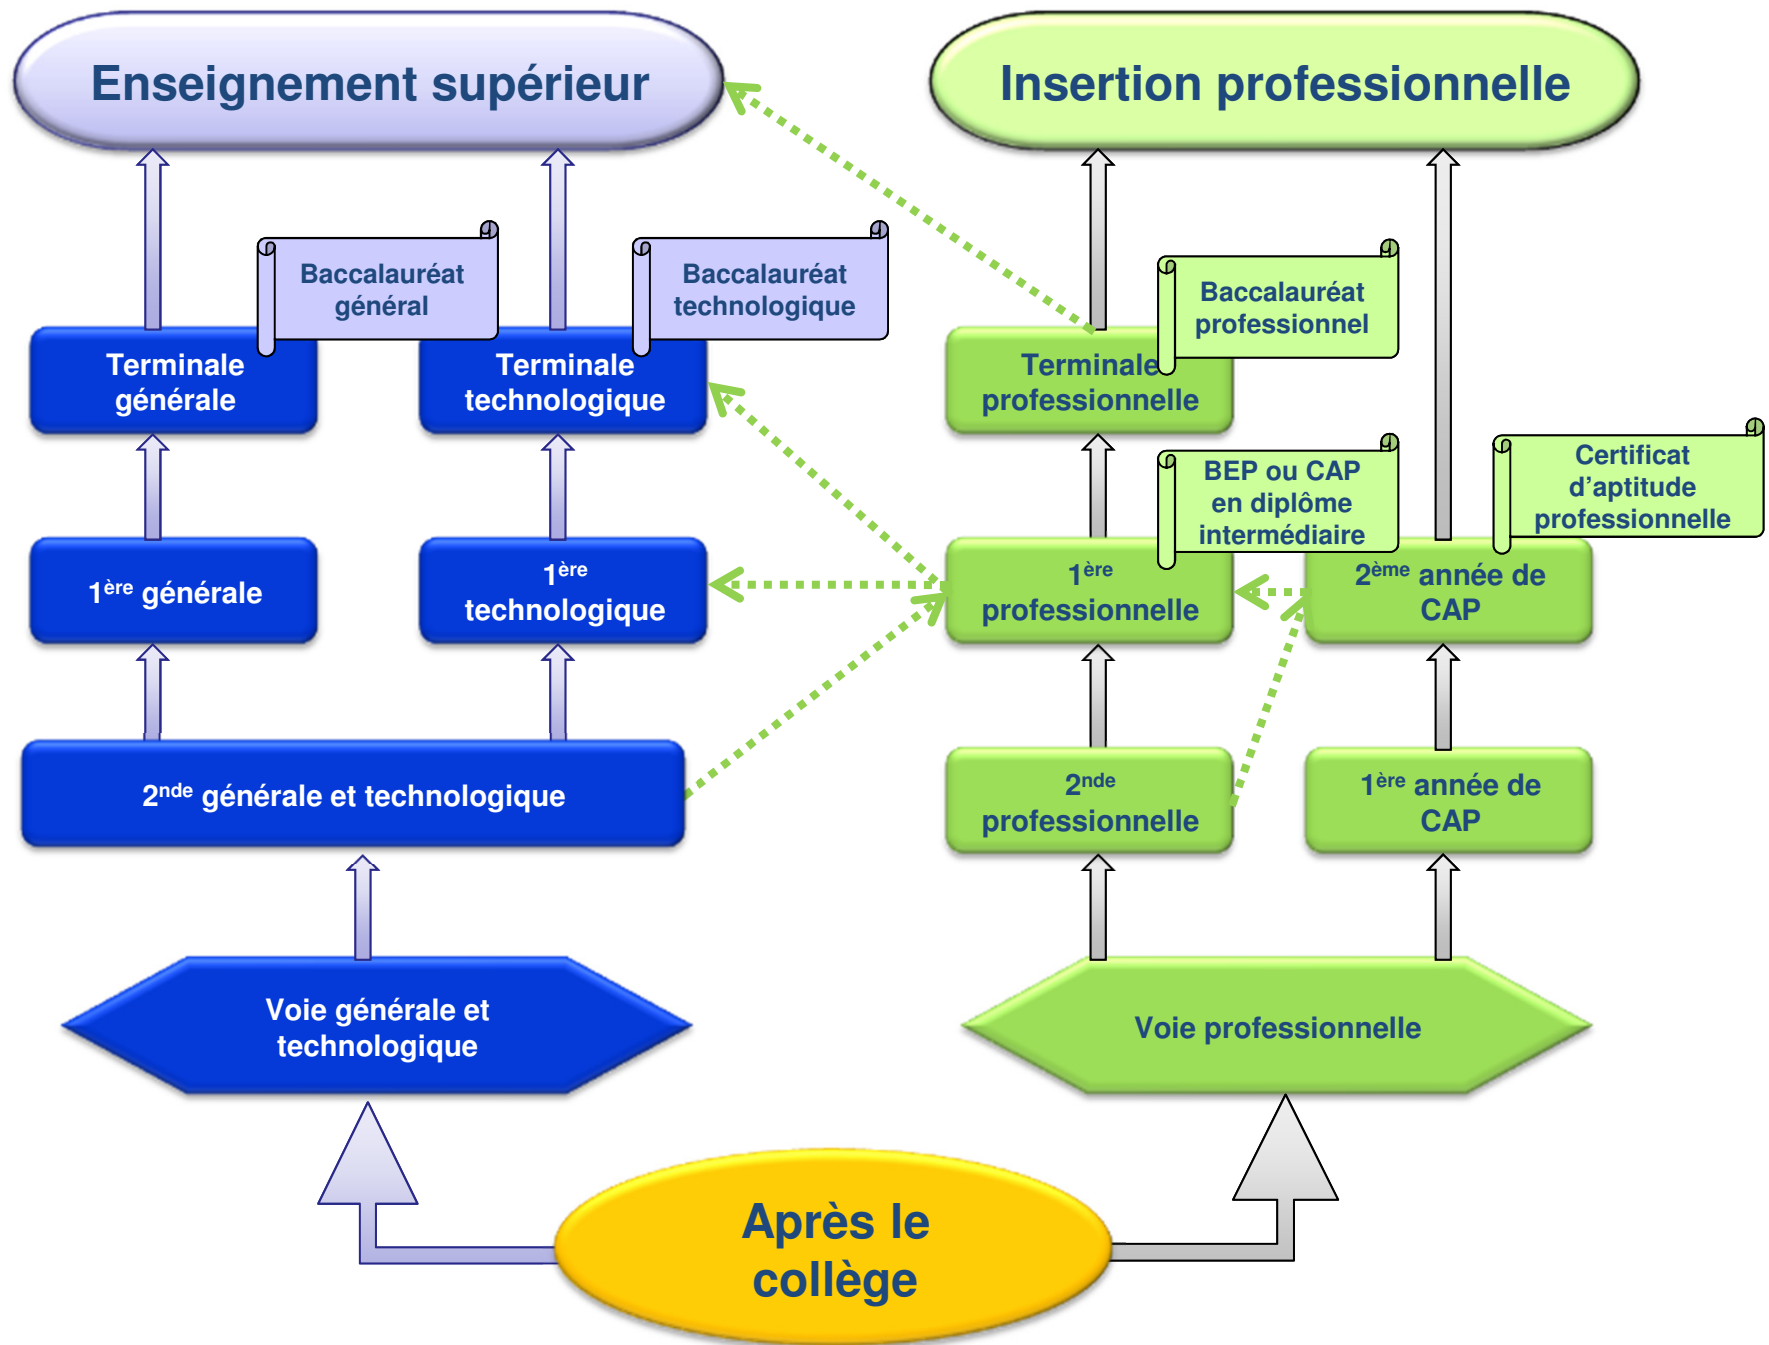 Enseignement supérieur
Insertion professionnelle
Baccalauréat
général
Baccalauréat
technologique
Baccalauréat
professionnel
Terminale
générale
Terminale
technologique
Terminale
professionnelle
BEP ou CAP
en diplôme
intermédiaire
Certificat
d’aptitude
professionnelle
1ère générale
1ère
technologique
1ère
professionnelle
2ème année de
CAP
2nde générale et technologique
2nde
professionnelle
1ère année de
CAP
Voie générale et
technologique
Voie professionnelle
Après le
collège